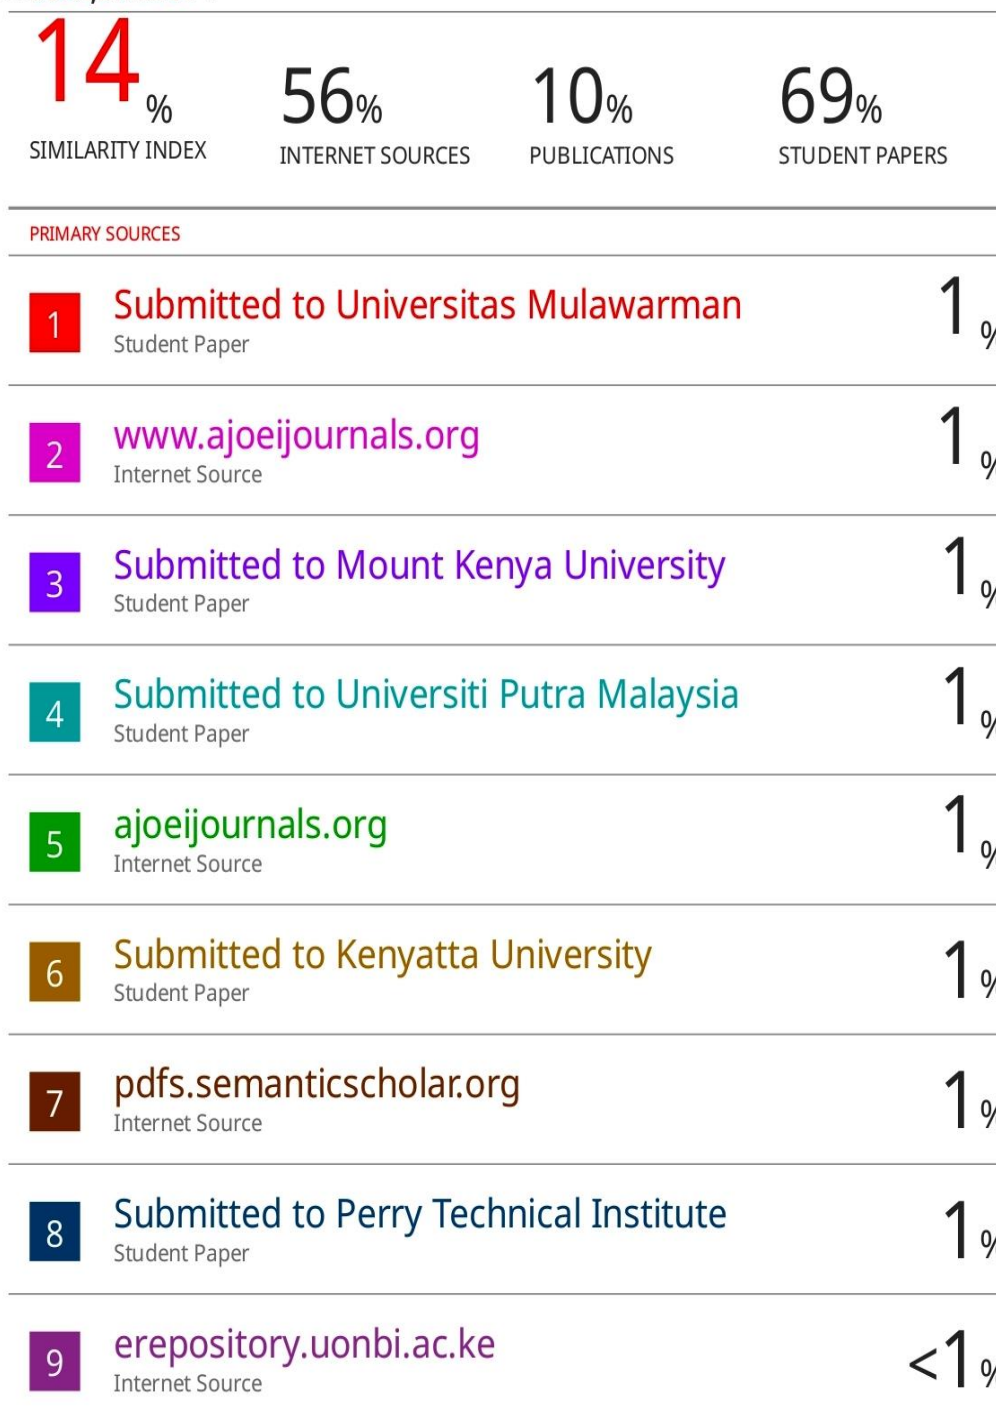 14%
SIMILARITY INDEX
56%
INTERNET SOURCES
10%
PUBLICATIONS
69%
STUDENT PAPERS
PRIMARY SOURCES
1
Submitted to Universitas Mulawarman
Student Paper
1%
2
www.ajoeijournals.org
Internet Source
1%
3
Submitted to Mount Kenya University
Student Paper
1%
4
Submitted to Universiti Putra Malaysia
Student Paper
1%
5
ajoeijournals.org
Internet Source
1%
6
Submitted to Kenyatta University
Student Paper
1%
7
pdfs.semanticscholar.org
Internet Source
1%
8
Submitted to Perry Technical Institute
Student Paper
1%
9
erepository.uonbi.ac.ke
Internet Source
<1%